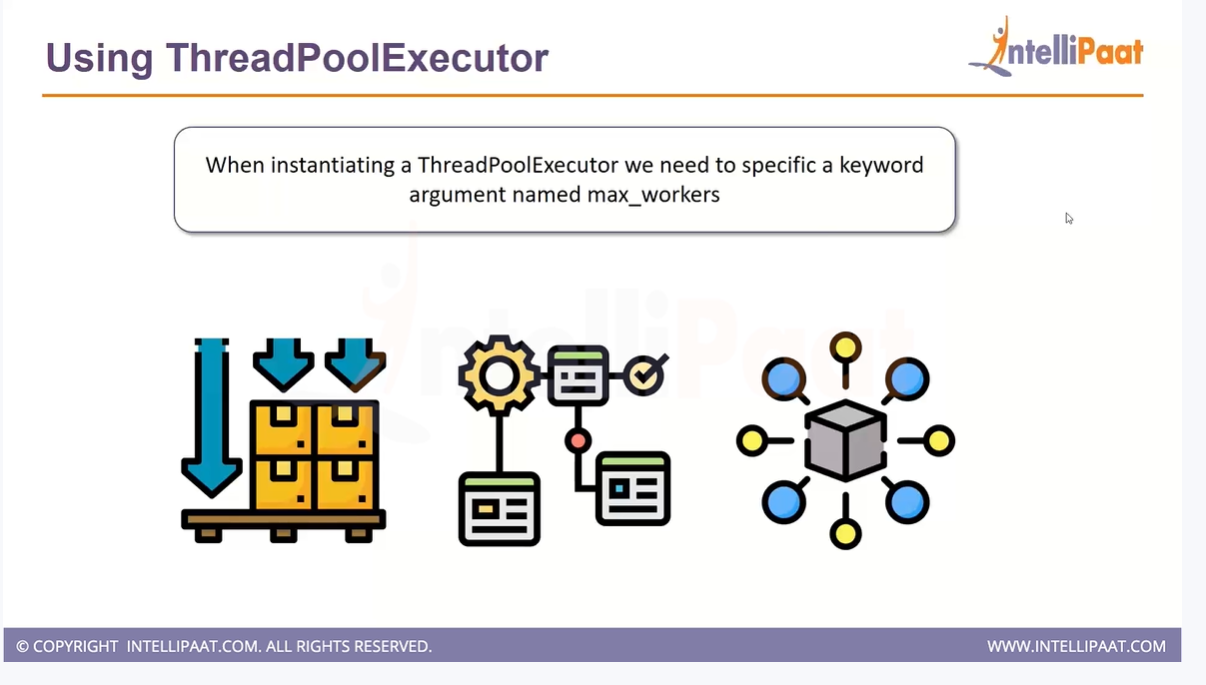 Using ThreadPoolExecutor
IntelliPaat
When instantiating a ThreadPoolExecutor we need to specific a keyword
argument named max_workers
IntelliPaat
© COPYRIGHT INTELLIPAAT.COM. ALL RIGHTS RESERVED.
WWW.INTELLIPAAT.COM